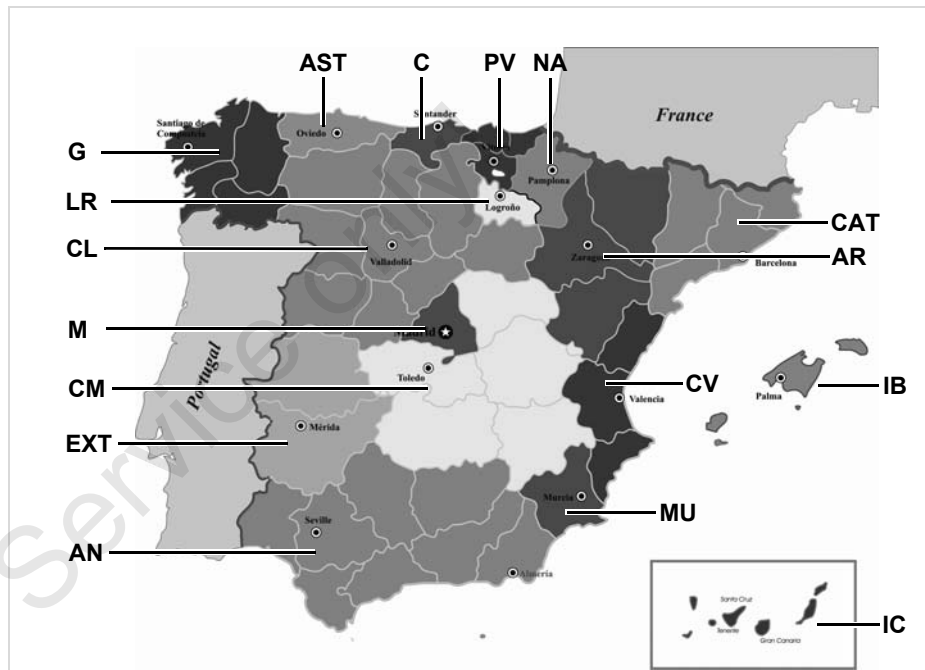 AST
C
PV
NA
Santander
Santiago de
Compostela
Oviedo
France
G
Pamplona
LR
Logroño
CAT
CL
Valladolid
Zarago
Barcelona
AR
M
Madrid
Portugal
Toledo
CM
CV
Valencia
Palma
IB
EXT
Mérida
Murcia
MU
Seville
AN
Almería
Santa Cruz
Tenerife
Gran Canaria
IC
Service only